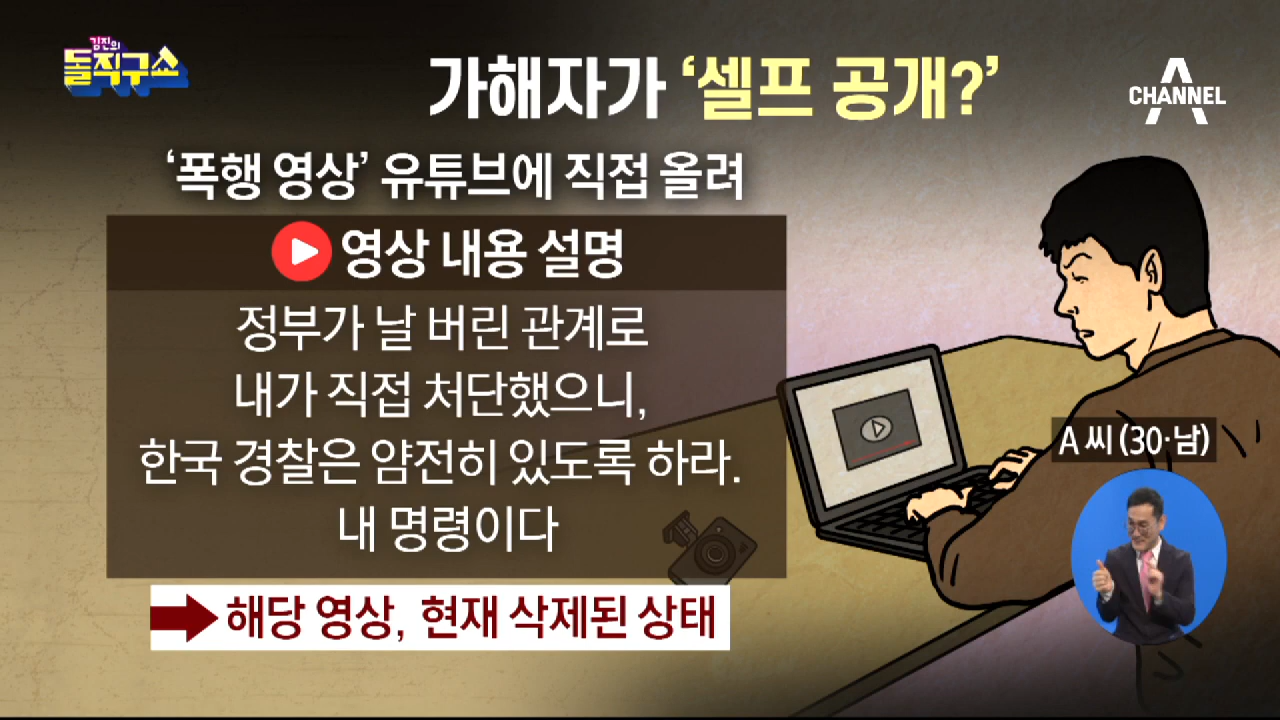 김진의
돌직구쇼
가해자가 ‘셀프 공개?’
CHANNEL A
‘폭행 영상’ 유튜브에 직접 올려
영상 내용 설명
정부가 날 버린 관계로
내가 직접 처단했으니,
한국 경찰은 얌전히 있도록 하라.
내 명령이다
해당 영상, 현재 삭제된 상태
A 씨 (30·남)